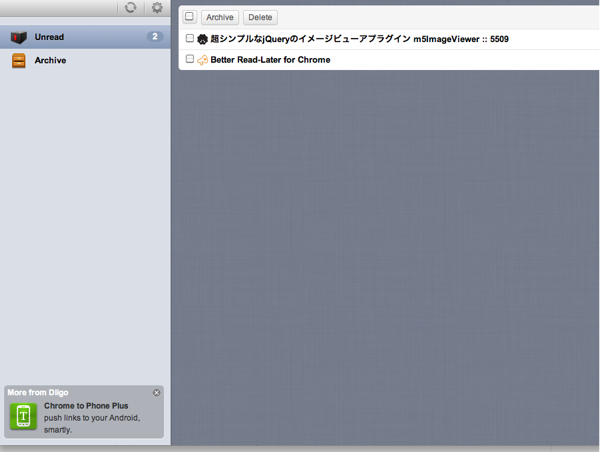 Archive Delete
Unread 2
超シンプルなjQueryのイメージビューアプラグイン m5ImageViewer :: 5509
Archive
Better Read-Later for Chrome
More from Diigo
Chrome to Phone Plus
push links to your Android,
smartly.